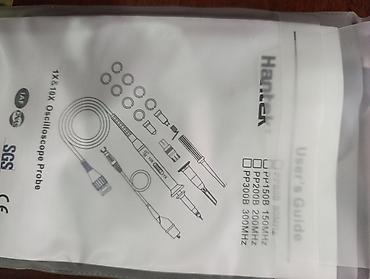 Hantek
User's Guide
PP150B 150MHz
PP200B 200MHz
PP300B 300MHz
1X&10X Oscilloscope Probe
SGS
CE